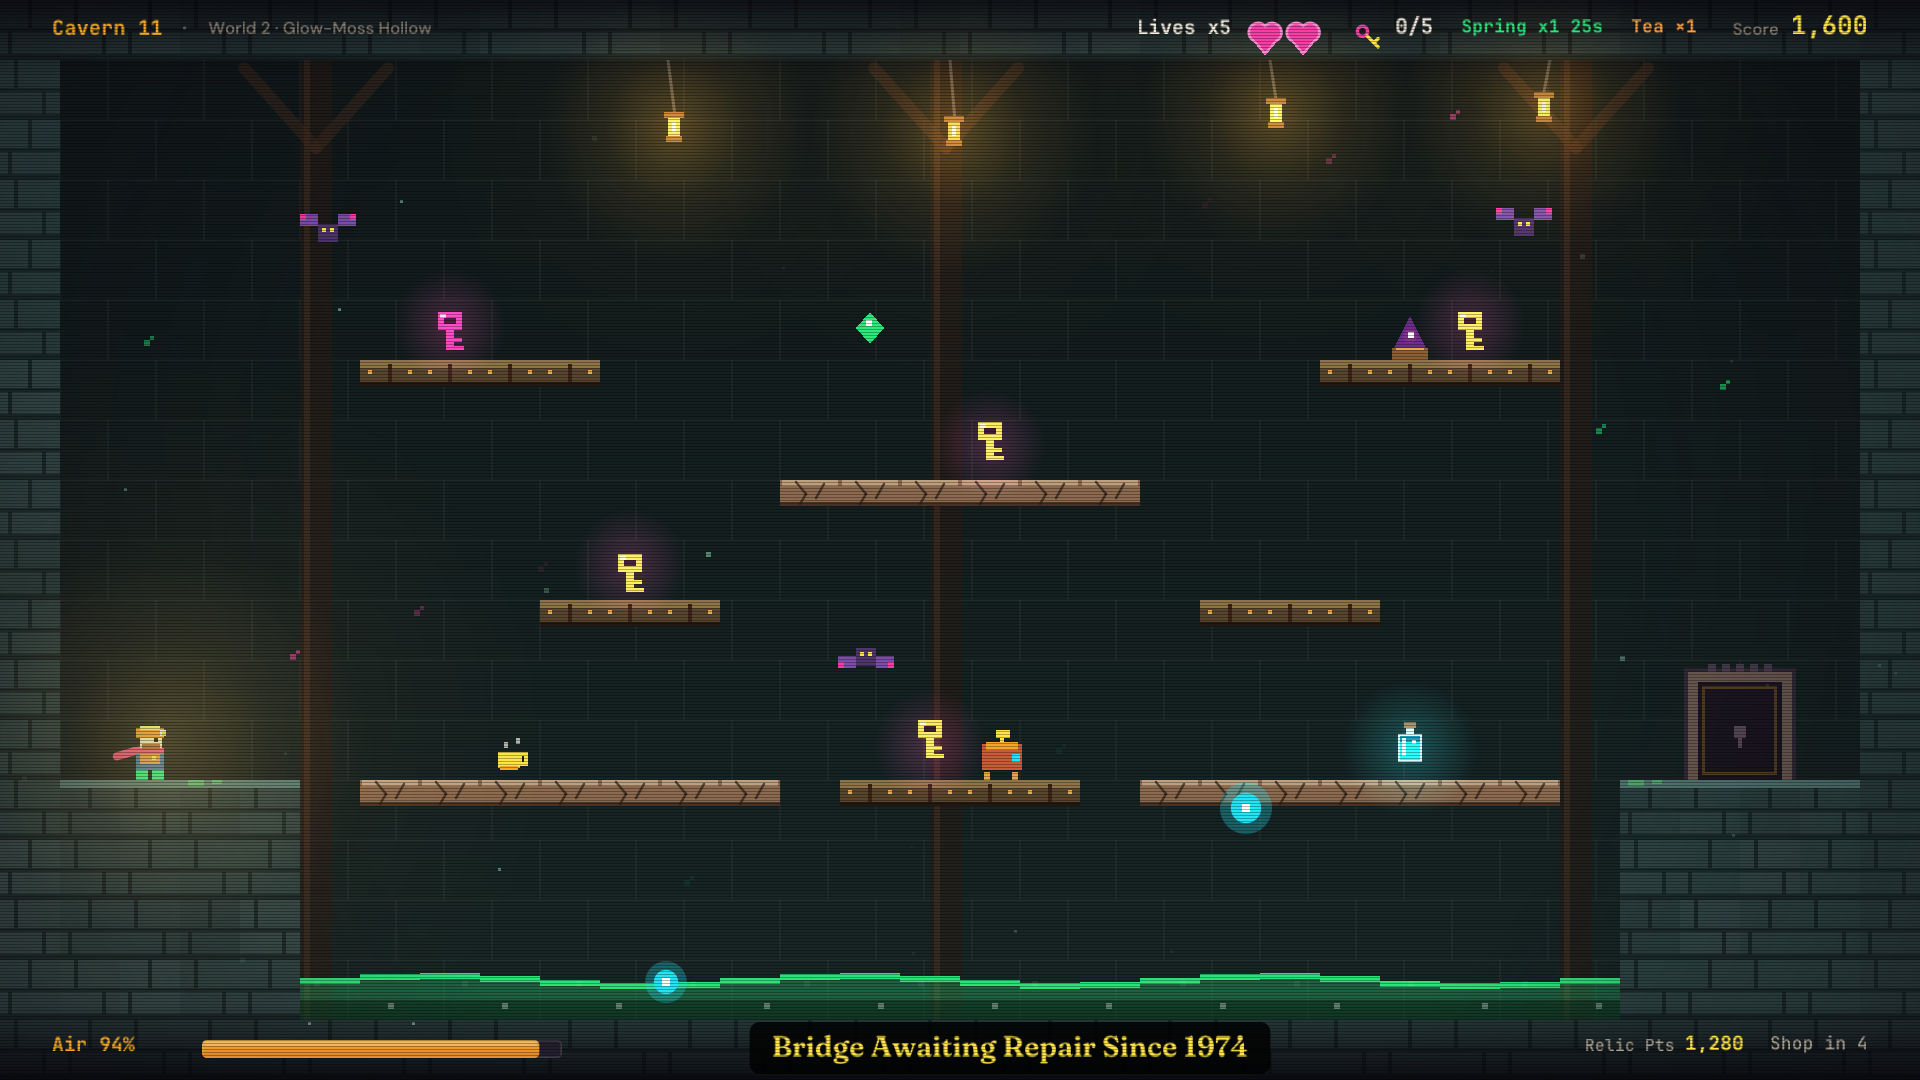 Cavern 11 · World 2 · Glow-Moss Hollow
Lives x5 0/5 Spring x1 25s Tea ×1 Score 1,600
Air 94%
Bridge Awaiting Repair Since 1974
Relic Pts 1,280 Shop in 4